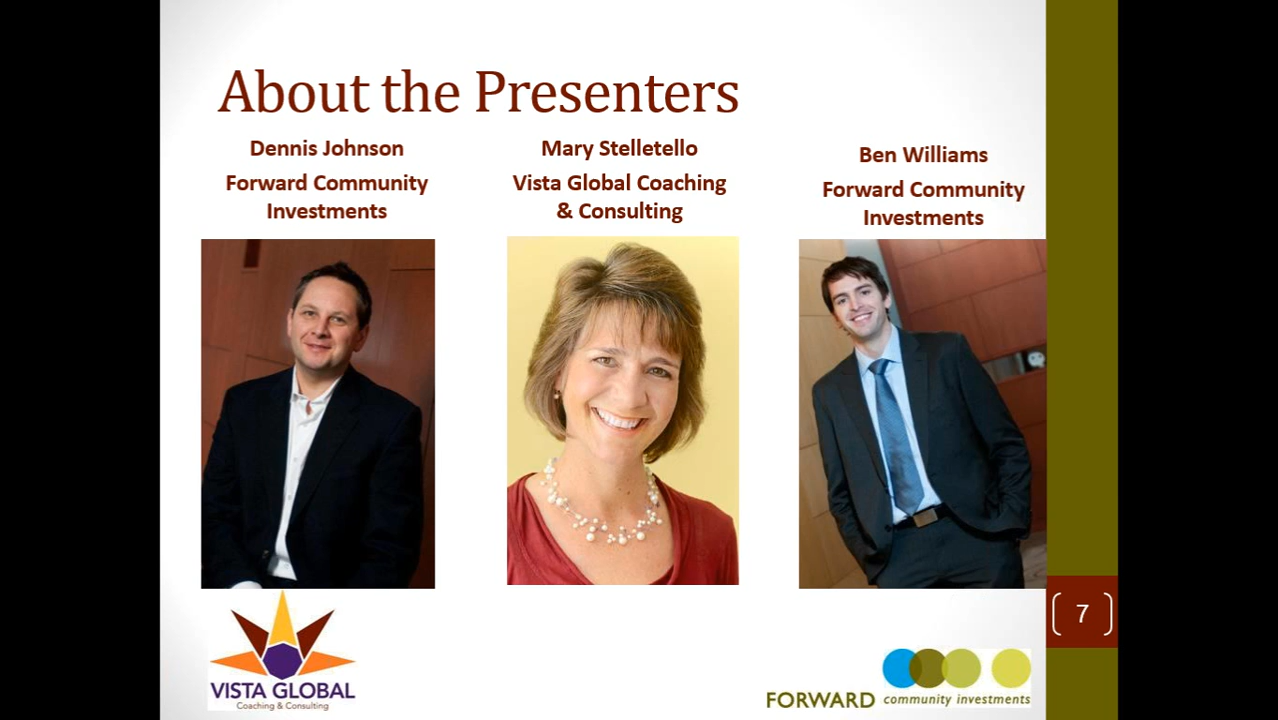 About the Presenters
Dennis Johnson
Forward Community
Investments
Mary Stelletello
Vista Global Coaching
& Consulting
Ben Williams
Forward Community
Investments
7
VISTA GLOBAL
Coaching & Consulting
FORWARD community investments